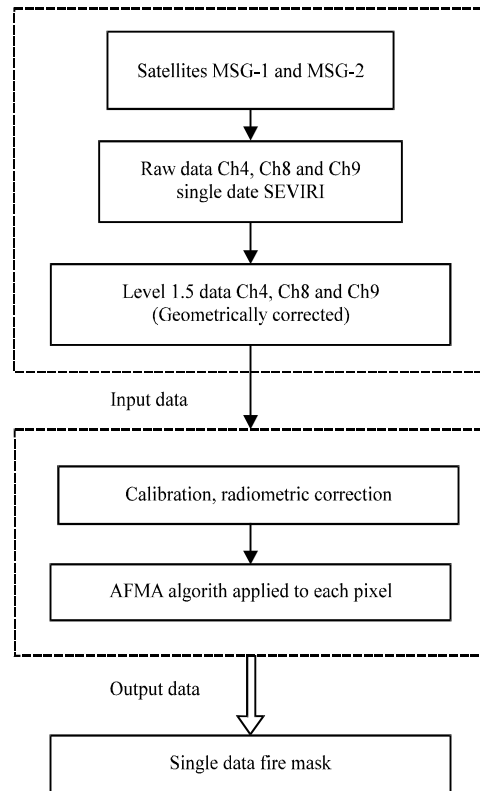 Satellites MSG-1 and MSG-2
Raw data Ch4, Ch8 and Ch9
single date SEVIRI
Level 1.5 data Ch4, Ch8 and Ch9
(Geometrically corrected)
Input data
Calibration, radiometric correction
AFMA algorith applied to each pixel
Output data
Single data fire mask